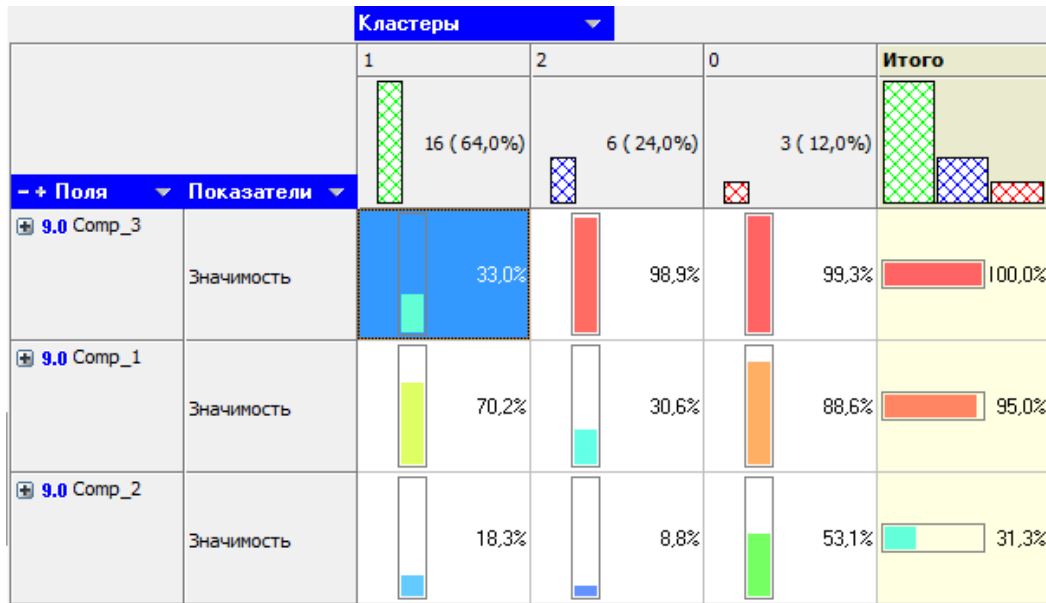 Кластеры
1 2 0 Итого
16 ( 64,0%) 6 ( 24,0%) 3 ( 12,0%)
- + Поля Показатели
9.0 Comp_3
Значимость 33,0% 98,9% 99,3% 100,0%
9.0 Comp_1
Значимость 70,2% 30,6% 88,6% 95,0%
9.0 Comp_2
Значимость 18,3% 8,8% 53,1% 31,3%